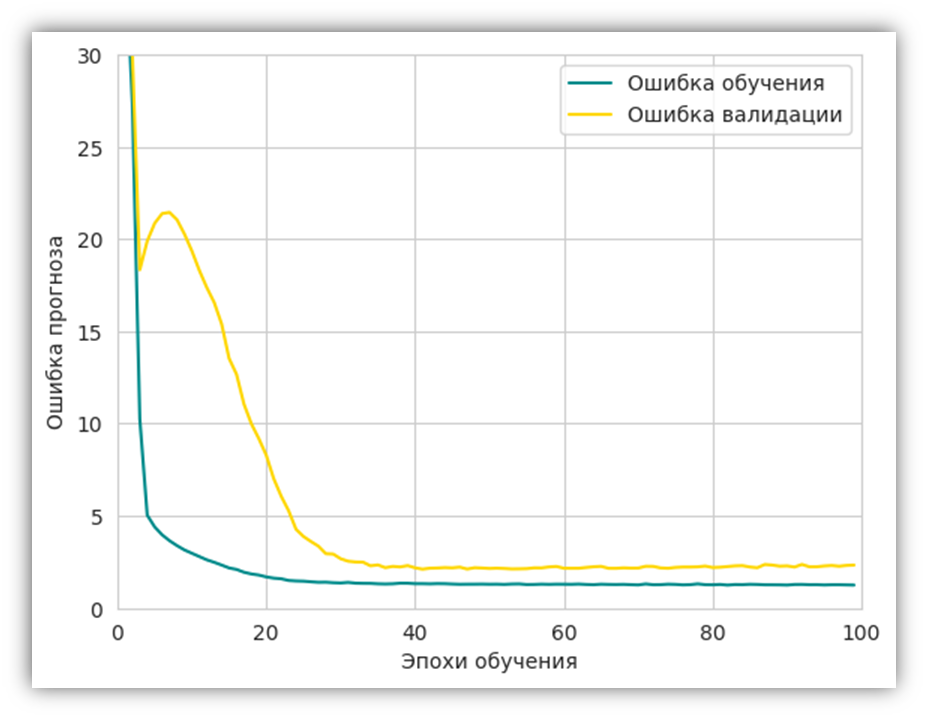 Ошибка обучения
Ошибка валидации
30
25
20
15
10
5
0
Ошибка прогноза
0 20 40 60 80 100
Эпохи обучения